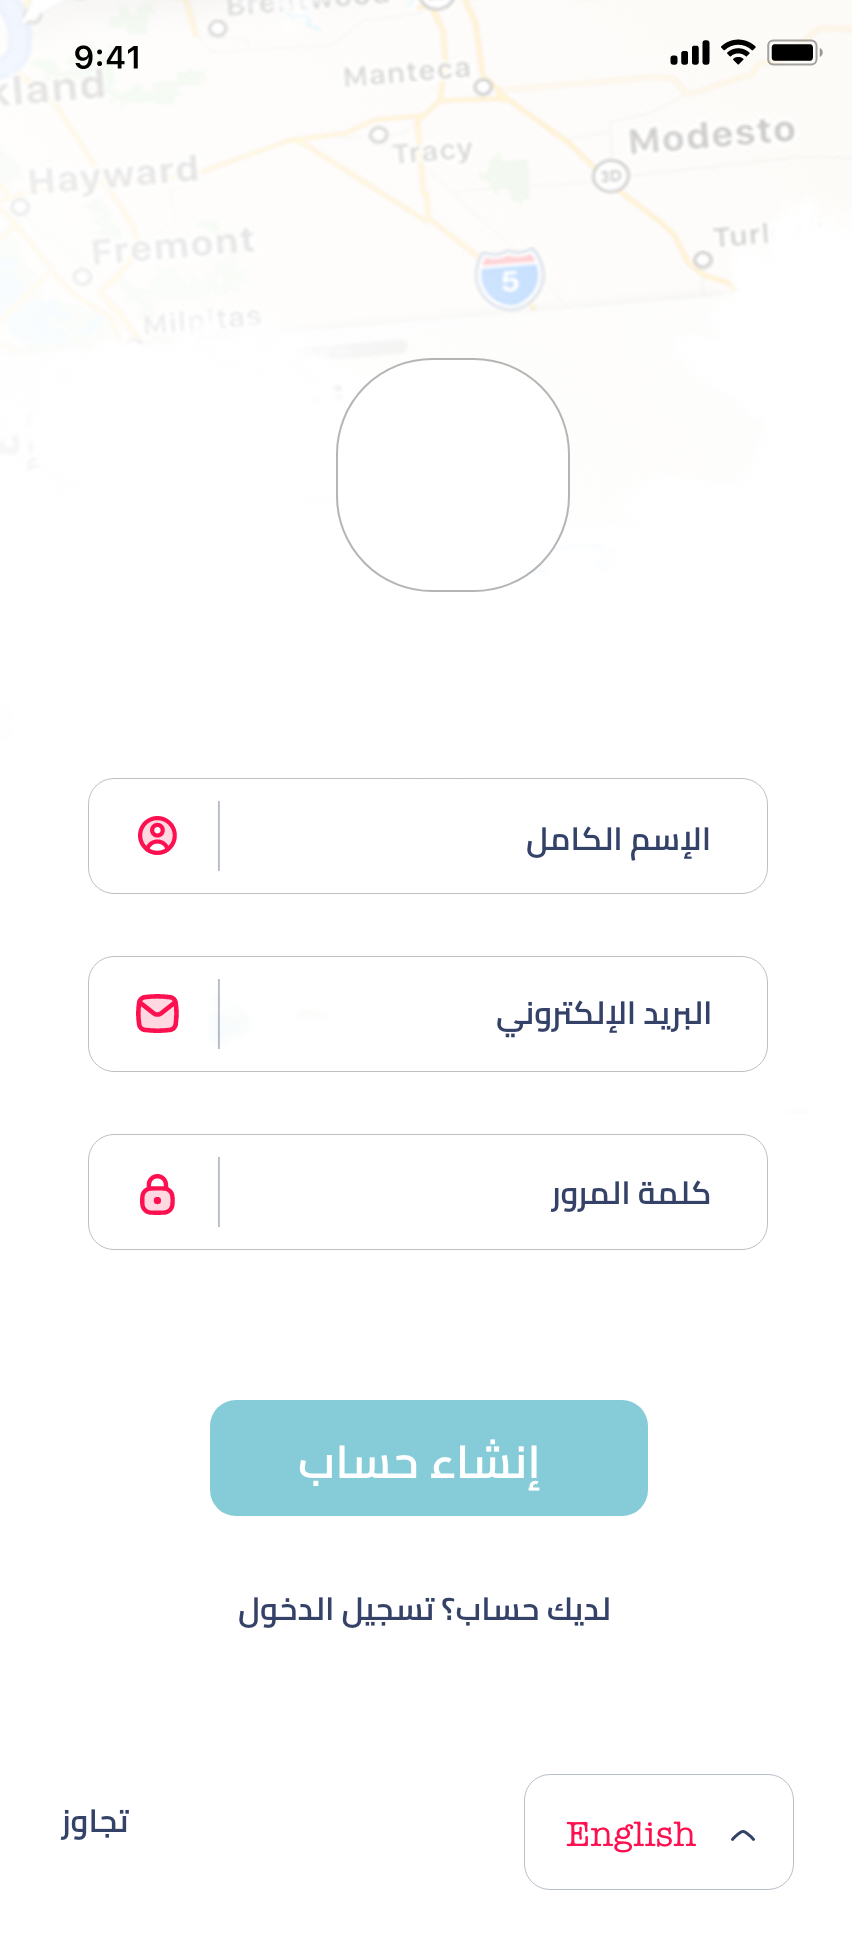 Brentwood
9:41
Manteca
kland
Modesto
Tracy
Hayward
3D
Turl
Fremont
5
Milpitas
الإسم الكامل
البريد الإلكتروني
كلمة المرور
إنشاء حساب
لديك حساب؟ تسجيل الدخول
تجاوز
English